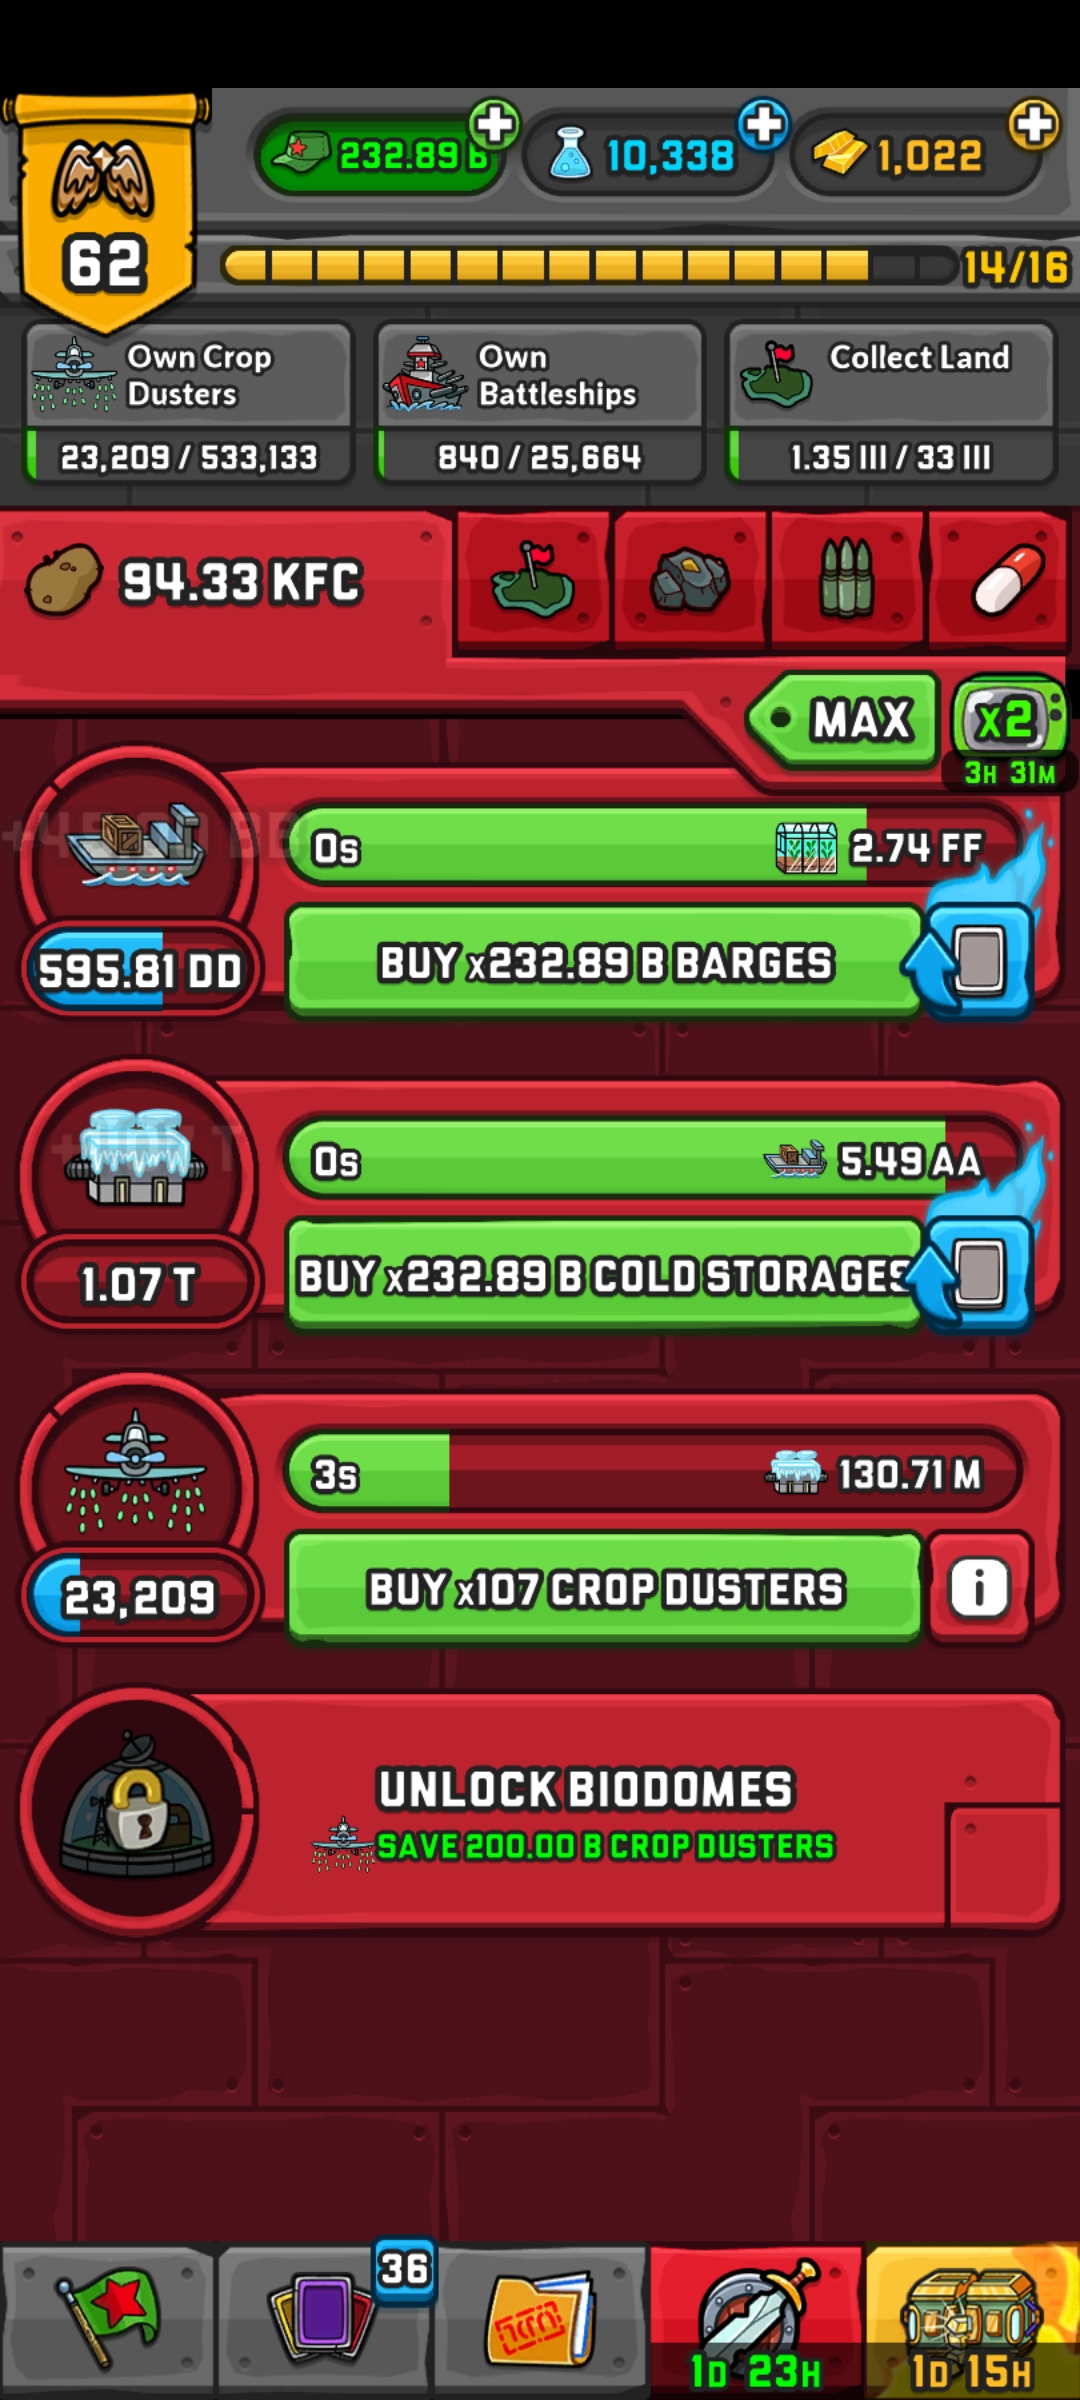 232.89 B
10,338
1,022
62
14/16
Own Crop
Dusters
23,209 / 533,133
Own
Battleships
840 / 25,664
Collect Land
1.35 III / 33 III
94.33 KFC
MAX
x2
3H 31M
0s
2.74 FF
595.81 DD
BUY x232.89 B BARGES
0s
5.49 AA
1.07 T
BUY x232.89 B COLD STORAGES
3s
130.71 M
23,209
BUY x107 CROP DUSTERS
i
UNLOCK BIODOMES
SAVE 200.00 B CROP DUSTERS
36
1D 23H
1D 15H